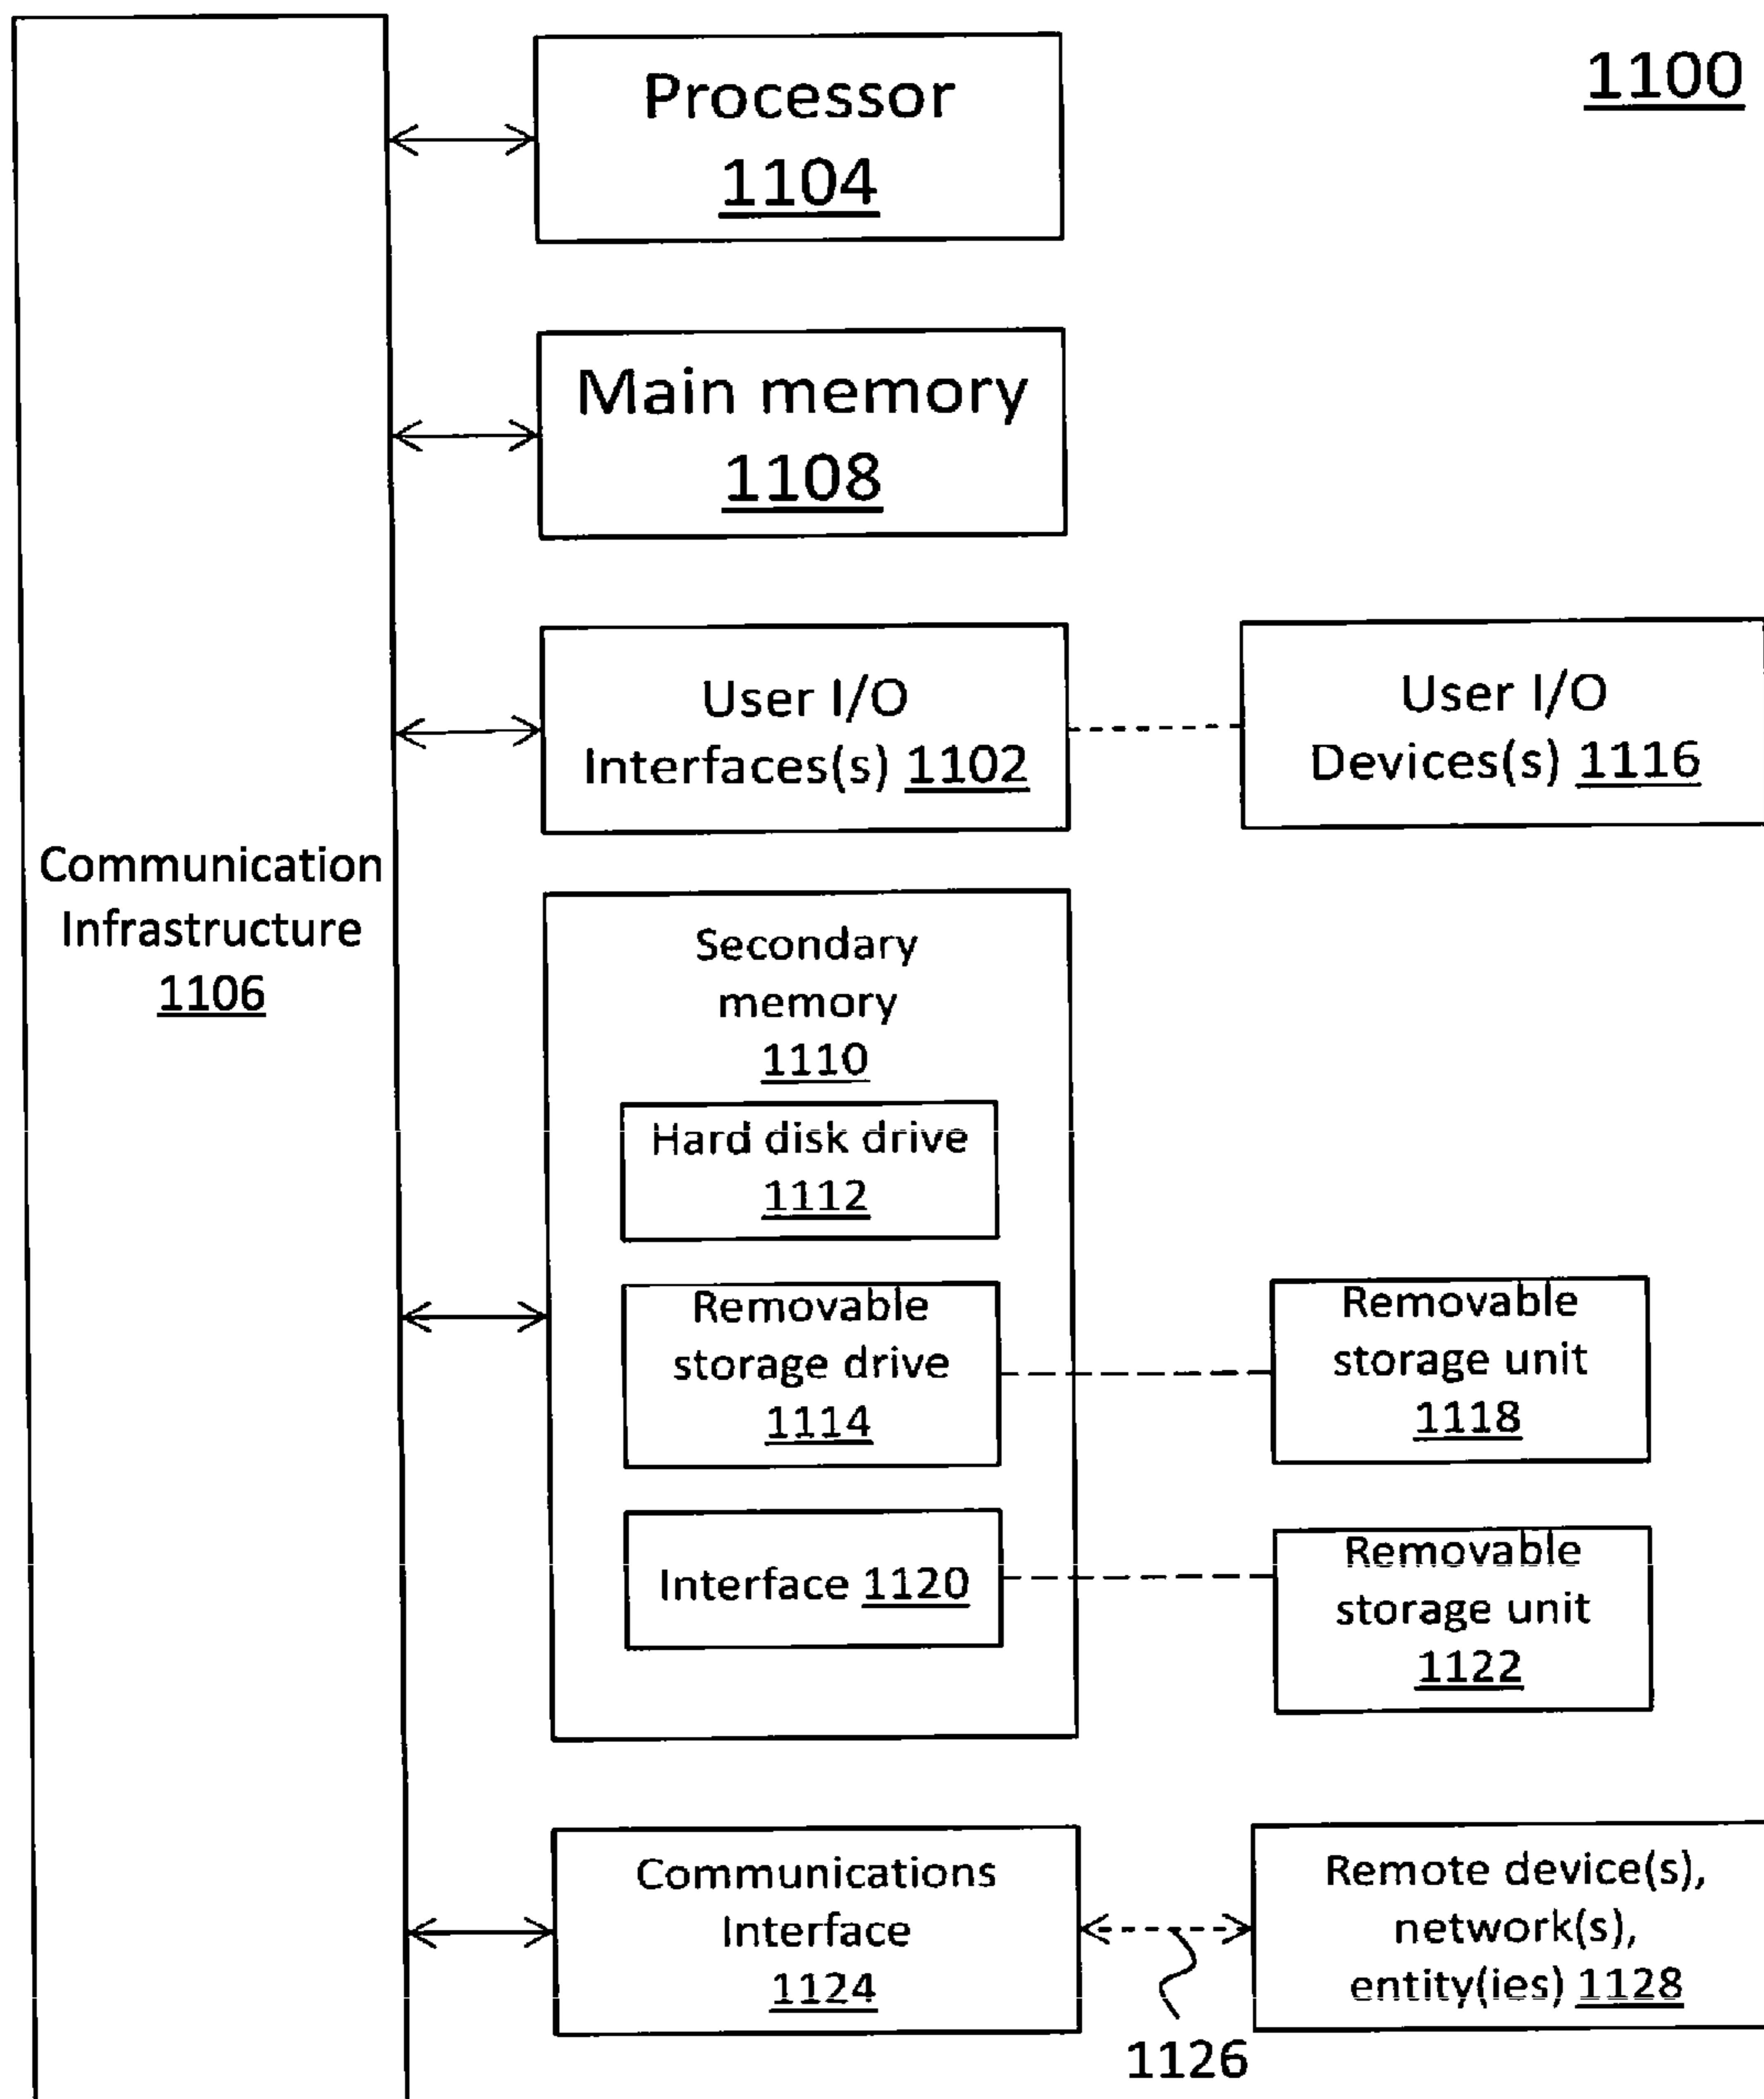 1100
Processor
1104
Main memory
1108
User I/O
Interfaces(s) 1102
User I/O
Devices(s) 1116
Communication
Infrastructure
1106
Secondary
memory
1110
Hard disk drive
1112
Removable
storage drive
1114
Removable
storage unit
1118
Interface 1120
Removable
storage unit
1122
Communications
Interface
1124
Remote device(s),
network(s),
entity(ies) 1128
1126